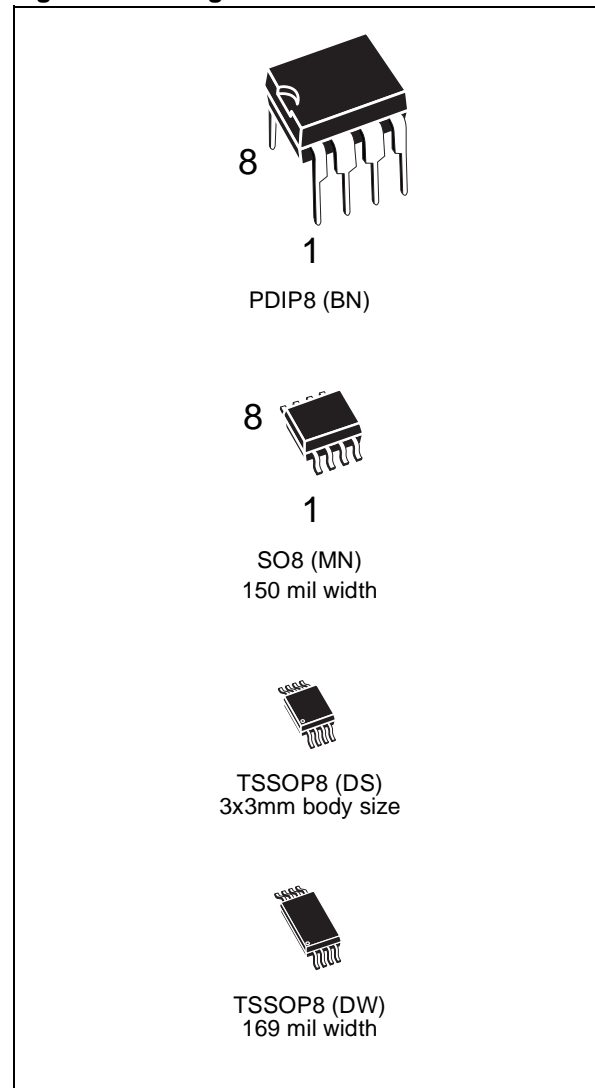 8
1
PDIP8 (BN)
8
1
SO8 (MN)
150 mil width
TSSOP8 (DS)
3x3mm body size
TSSOP8 (DW)
169 mil width